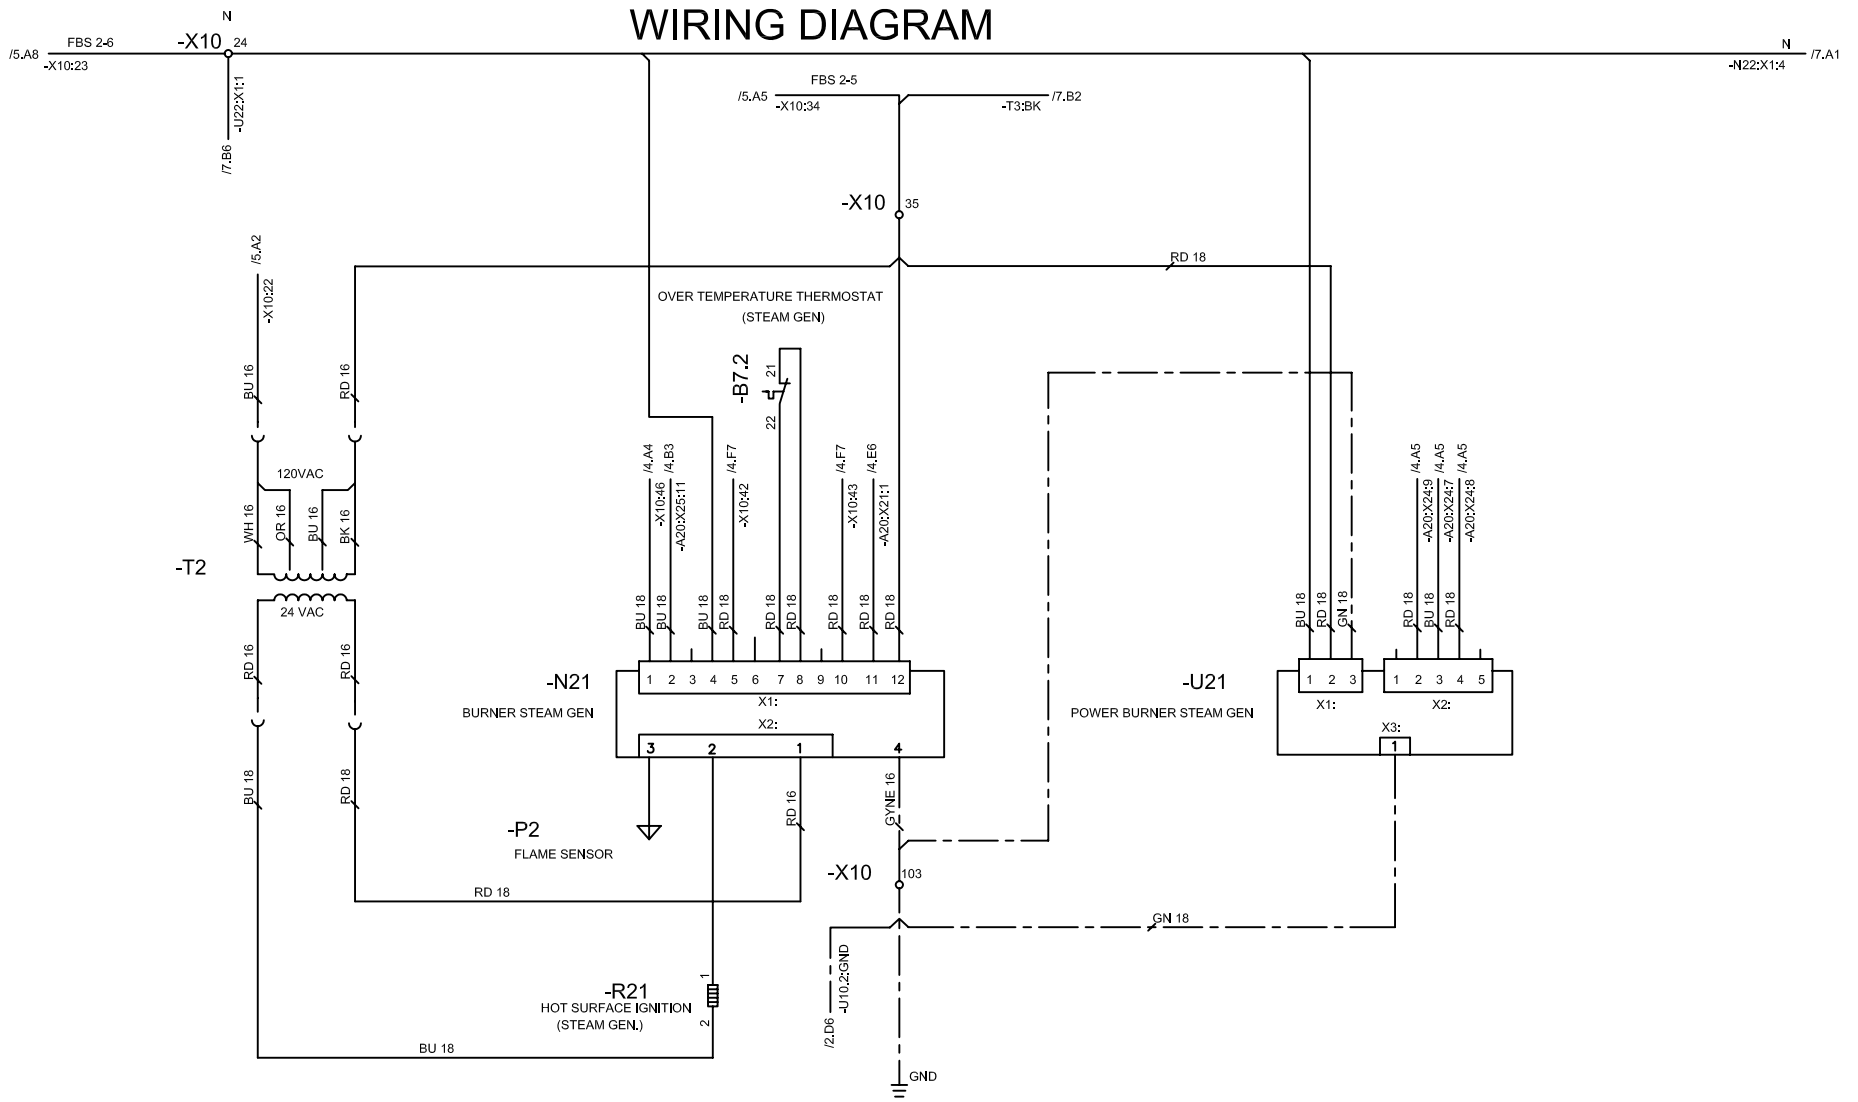 WIRING DIAGRAM
N
FBS 2-6
-X10
24
N
/5.A8
-X10:23
/7.A1
-N22:X1:4
-U22:X1:1
/7.B6
FBS 2-5
/5.A5
-X10:34
-T3:BK
/7.B2
-X10
35
/5.A2
-X10:22
RD 18
OVER TEMPERATURE THERMOSTAT
(STEAM GEN)
-B7.2
21
22
BU 16
RD 16
120VAC
WH 16
OR 16
BU 16
BK 16
-T2
24 VAC
RD 16
RD 16
/4.A4
-X10:46
/4.B3
-A20:X25:11
/4.F7
-X10:42
/4.F7
-X10:43
/4.E6
-A20:X21:1
BU 18
BU 18
BU 18
RD 18
RD 18
RD 18
RD 18
RD 18
RD 18
/4.A5
-A20:X24:9
/4.A5
-A20:X24:7
/4.A5
-A20:X24:8
BU 18
RD 18
GN 18
RD 18
BU 18
RD 18
-N21
BURNER STEAM GEN
1 2 3 4 5 6 7 8 9 10 11 12
X1:
X2:
3 2 1 4
-U21
POWER BURNER STEAM GEN
1 2 3
X1:
1 2 3 4 5
X2:
X3:
1
BU 18
RD 18
RD 16
GYNE 16
-P2
FLAME SENSOR
-X10
103
RD 18
GN 18
-U10.2:GND
/2.D6
-R21
HOT SURFACE IGNITION
(STEAM GEN.)
1
2
BU 18
GND